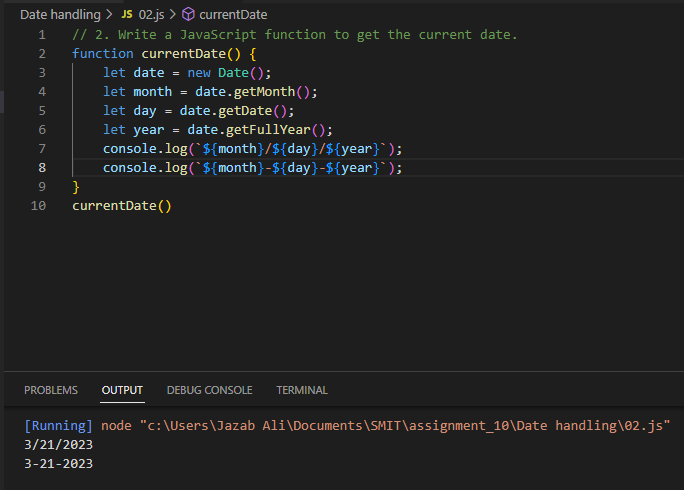 Date handling > JS 02.js > currentDate
1 // 2. Write a JavaScript function to get the current date.
2 function currentDate() {
3     let date = new Date();
4     let month = date.getMonth();
5     let day = date.getDate();
6     let year = date.getFullYear();
7     console.log(`${month}/${day}/${year}`);
8     console.log(`${month}-${day}-${year}`);
9 }
10 currentDate()
PROBLEMS OUTPUT DEBUG CONSOLE TERMINAL
[Running] node "c:\Users\Jazab Ali\Documents\SMIT\assignment_10\Date handling\02.js"
3/21/2023
3-21-2023